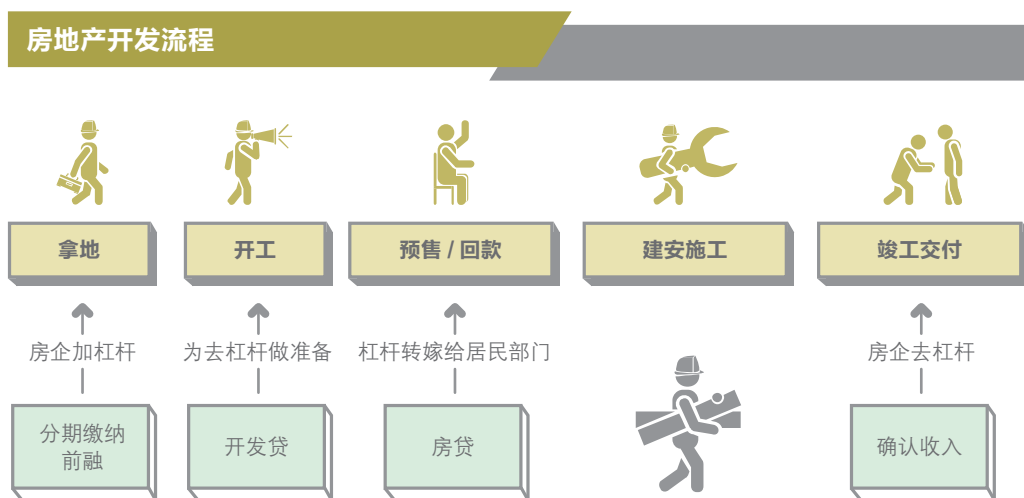 房地产开发流程
拿地
开工
预售 / 回款
建安施工
竣工交付
房企加杠杆
为去杠杆做准备
杠杆转嫁给居民部门
房企去杠杆
分期缴纳
前融
开发贷
房贷
确认收入